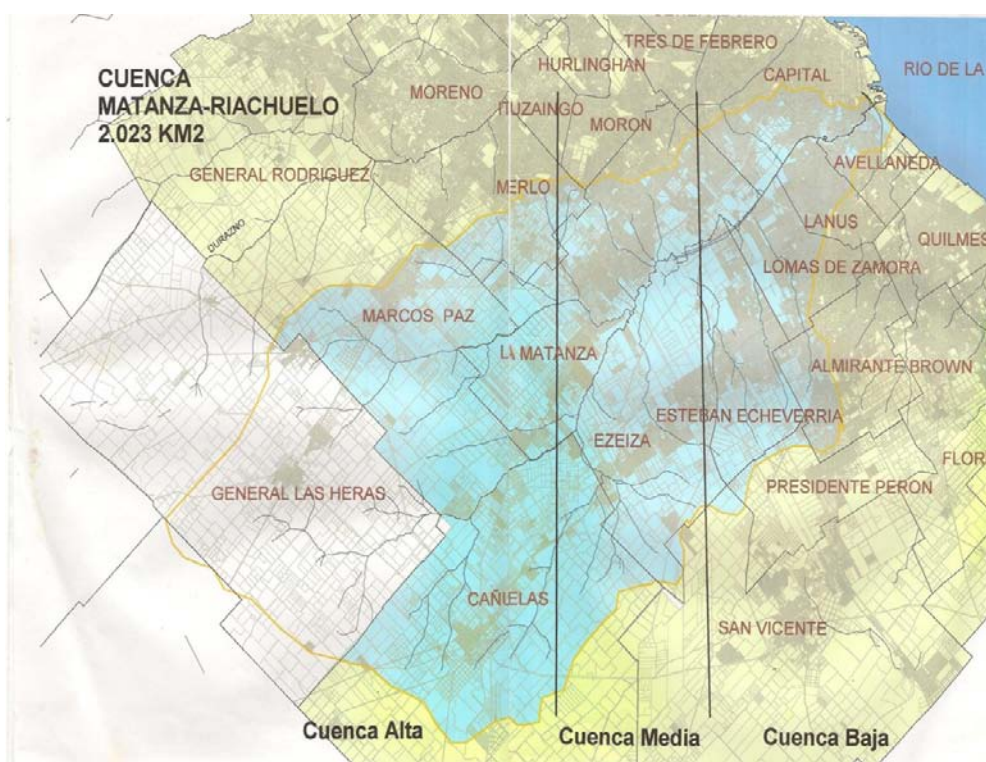 CUENCA
MATANZA-RIACHUELO
2.023 KM2
TRES DE FEBRERO
HURLINGHAN
CAPITAL
RIO DE LA
MORENO
ITUZAINGO
MORON
AVELLANEDA
GENERAL RODRIGUEZ
MERLO
LANUS
DURAZNO
QUILMES
LOMAS DE ZAMORA
MARCOS PAZ
LA MATANZA
ALMIRANTE BROWN
ESTEBAN ECHEVERRIA
EZEIZA
FLOR
GENERAL LAS HERAS
PRESIDENTE PERON
CAÑUELAS
SAN VICENTE
Cuenca Alta
Cuenca Media
Cuenca Baja